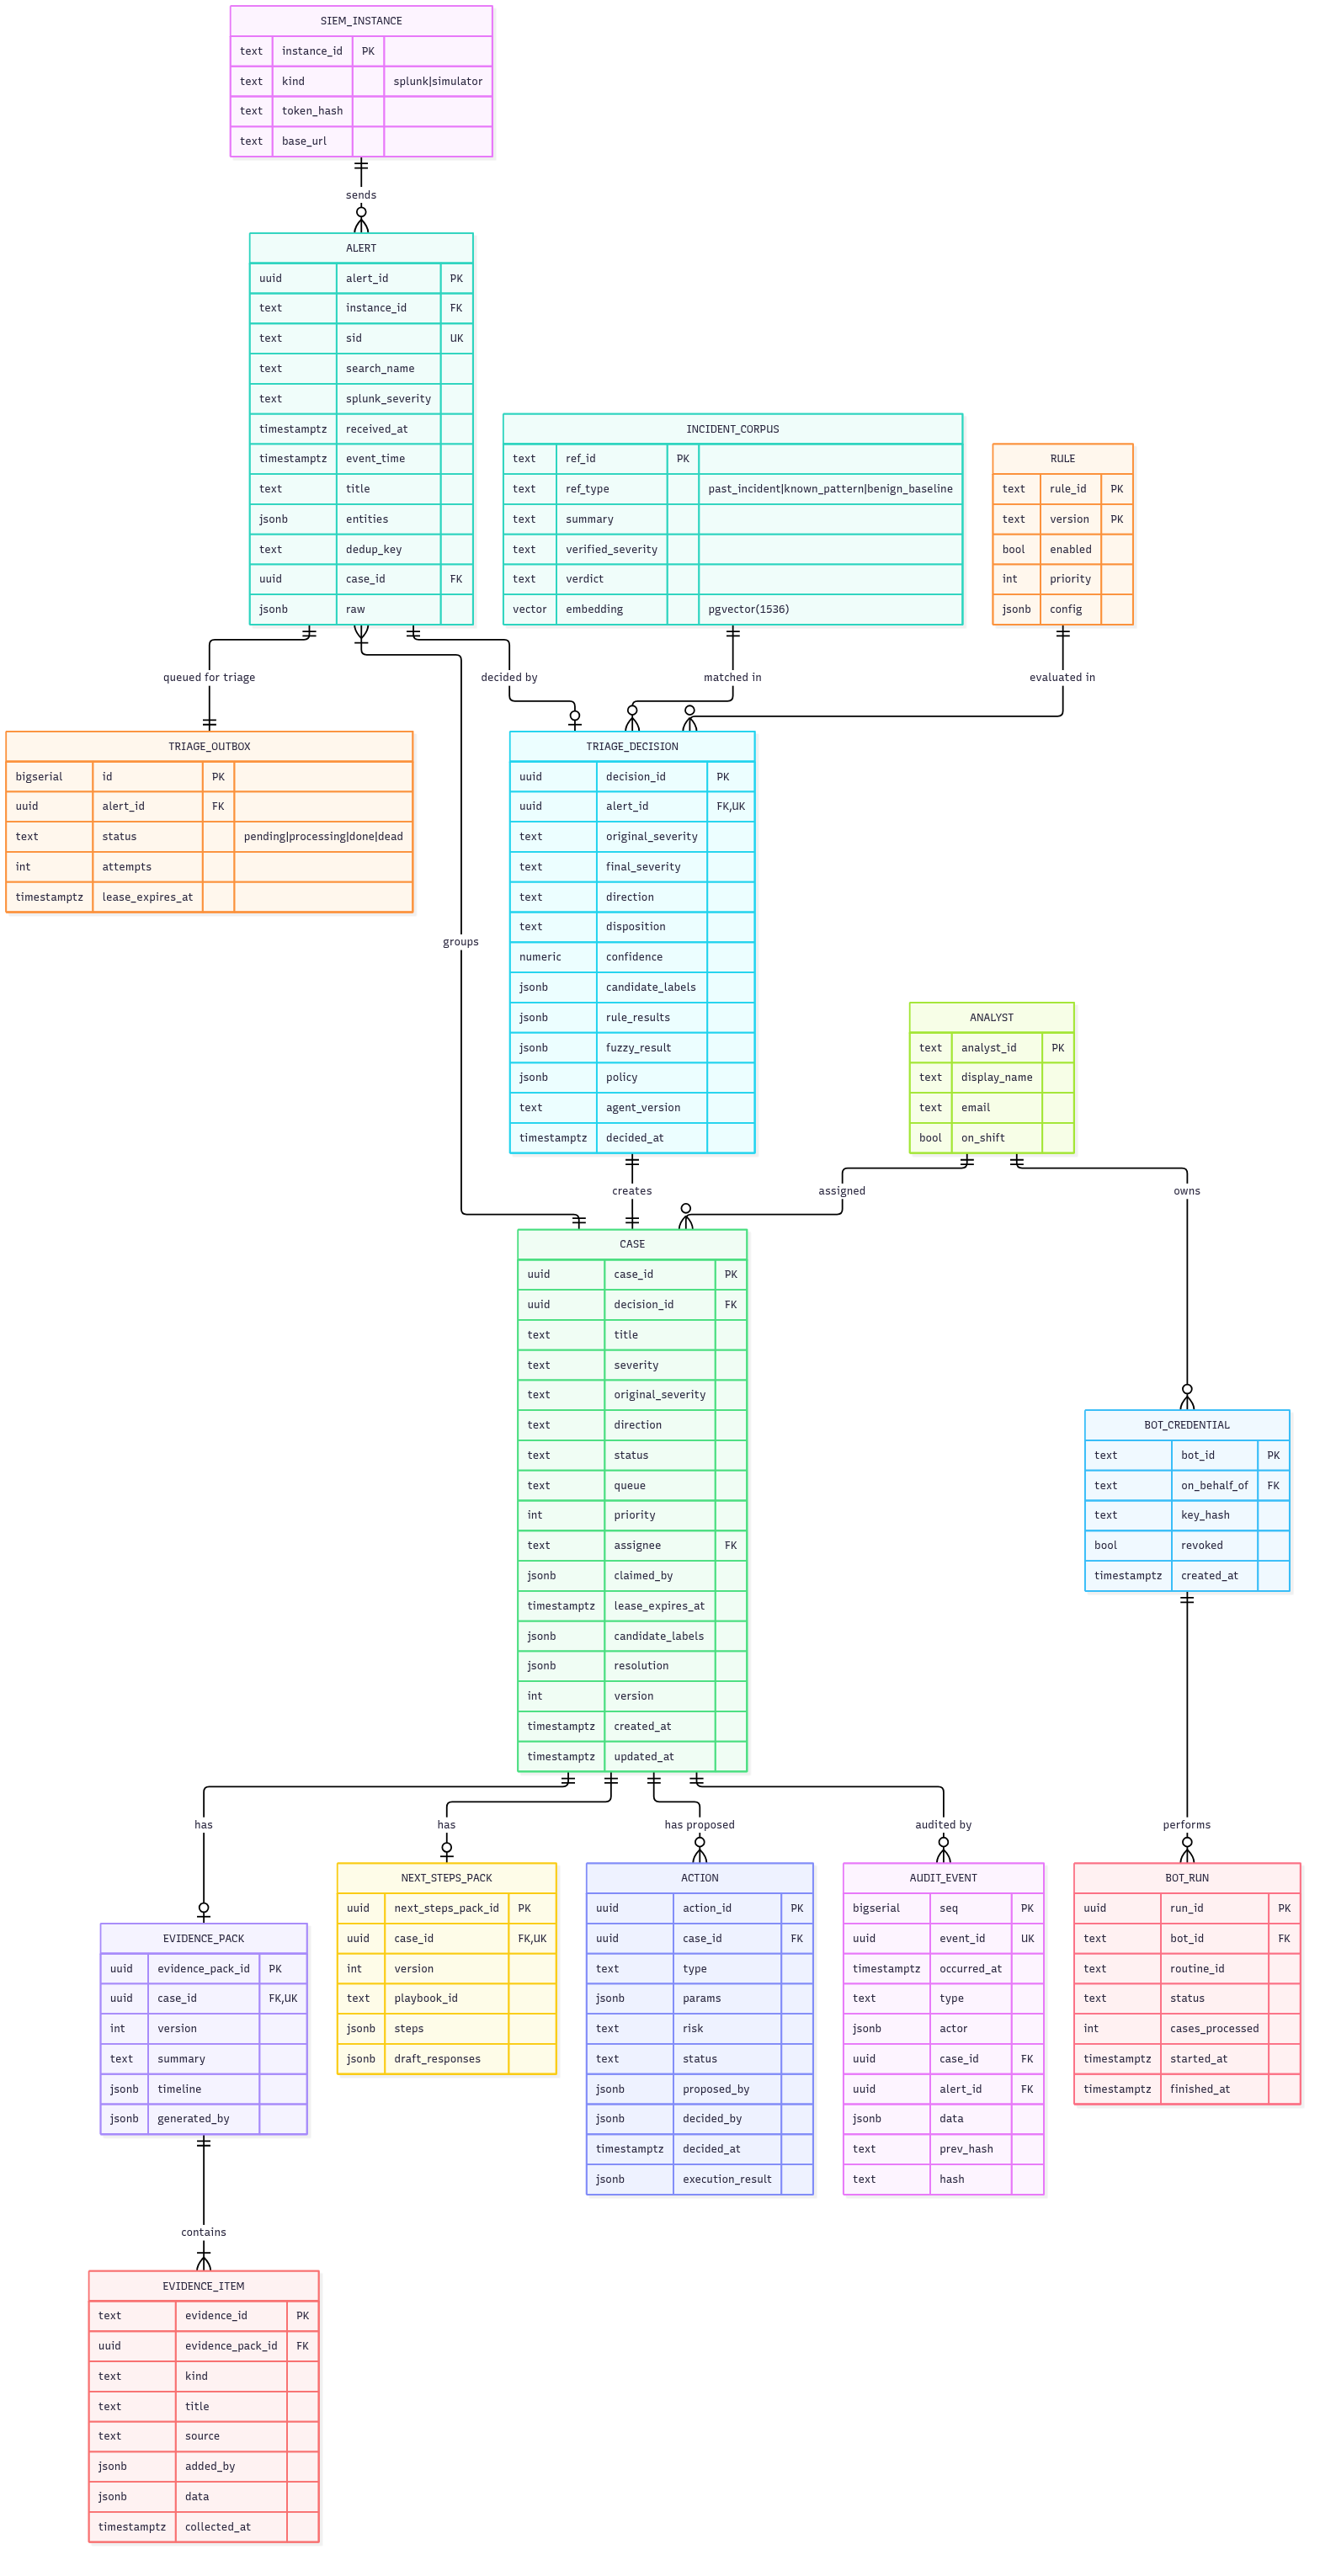 SIEM_INSTANCE
text instance_id PK
text kind splunk|simulator
text token_hash
text base_url
sends
ALERT
uuid alert_id PK
text instance_id FK
text sid UK
text search_name
text splunk_severity
timestamptz received_at
timestamptz event_time
text title
jsonb entities
text dedup_key
uuid case_id FK
jsonb raw
INCIDENT_CORPUS
text ref_id PK
text ref_type past_incident|known_pattern|benign_baseline
text summary
text verified_severity
text verdict
vector embedding pgvector(1536)
RULE
text rule_id PK
text version PK
bool enabled
int priority
jsonb config
queued for triage
decided by
matched in
evaluated in
TRIAGE_OUTBOX
bigserial id PK
uuid alert_id FK
text status pending|processing|done|dead
int attempts
timestamptz lease_expires_at
TRIAGE_DECISION
uuid decision_id PK
uuid alert_id FK,UK
text original_severity
text final_severity
text direction
text disposition
numeric confidence
jsonb candidate_labels
jsonb rule_results
jsonb fuzzy_result
jsonb policy
text agent_version
timestamptz decided_at
groups
ANALYST
text analyst_id PK
text display_name
text email
bool on_shift
creates
assigned
owns
CASE
uuid case_id PK
uuid decision_id FK
text title
text severity
text original_severity
text direction
text status
text queue
int priority
text assignee FK
jsonb claimed_by
timestamptz lease_expires_at
jsonb candidate_labels
jsonb resolution
int version
timestamptz created_at
timestamptz updated_at
BOT_CREDENTIAL
text bot_id PK
text on_behalf_of FK
text key_hash
bool revoked
timestamptz created_at
has
has
has proposed
audited by
performs
EVIDENCE_PACK
uuid evidence_pack_id PK
uuid case_id FK,UK
int version
text summary
jsonb timeline
jsonb generated_by
NEXT_STEPS_PACK
uuid next_steps_pack_id PK
uuid case_id FK,UK
int version
text playbook_id
jsonb steps
jsonb draft_responses
ACTION
uuid action_id PK
uuid case_id FK
text type
jsonb params
text risk
text status
jsonb proposed_by
jsonb decided_by
timestamptz decided_at
jsonb execution_result
AUDIT_EVENT
bigserial seq PK
uuid event_id UK
timestamptz occurred_at
text type
jsonb actor
uuid case_id FK
uuid alert_id FK
jsonb data
text prev_hash
text hash
BOT_RUN
uuid run_id PK
text bot_id FK
text routine_id
text status
int cases_processed
timestamptz started_at
timestamptz finished_at
contains
EVIDENCE_ITEM
text evidence_id PK
uuid evidence_pack_id FK
text kind
text title
text source
jsonb added_by
jsonb data
timestamptz collected_at